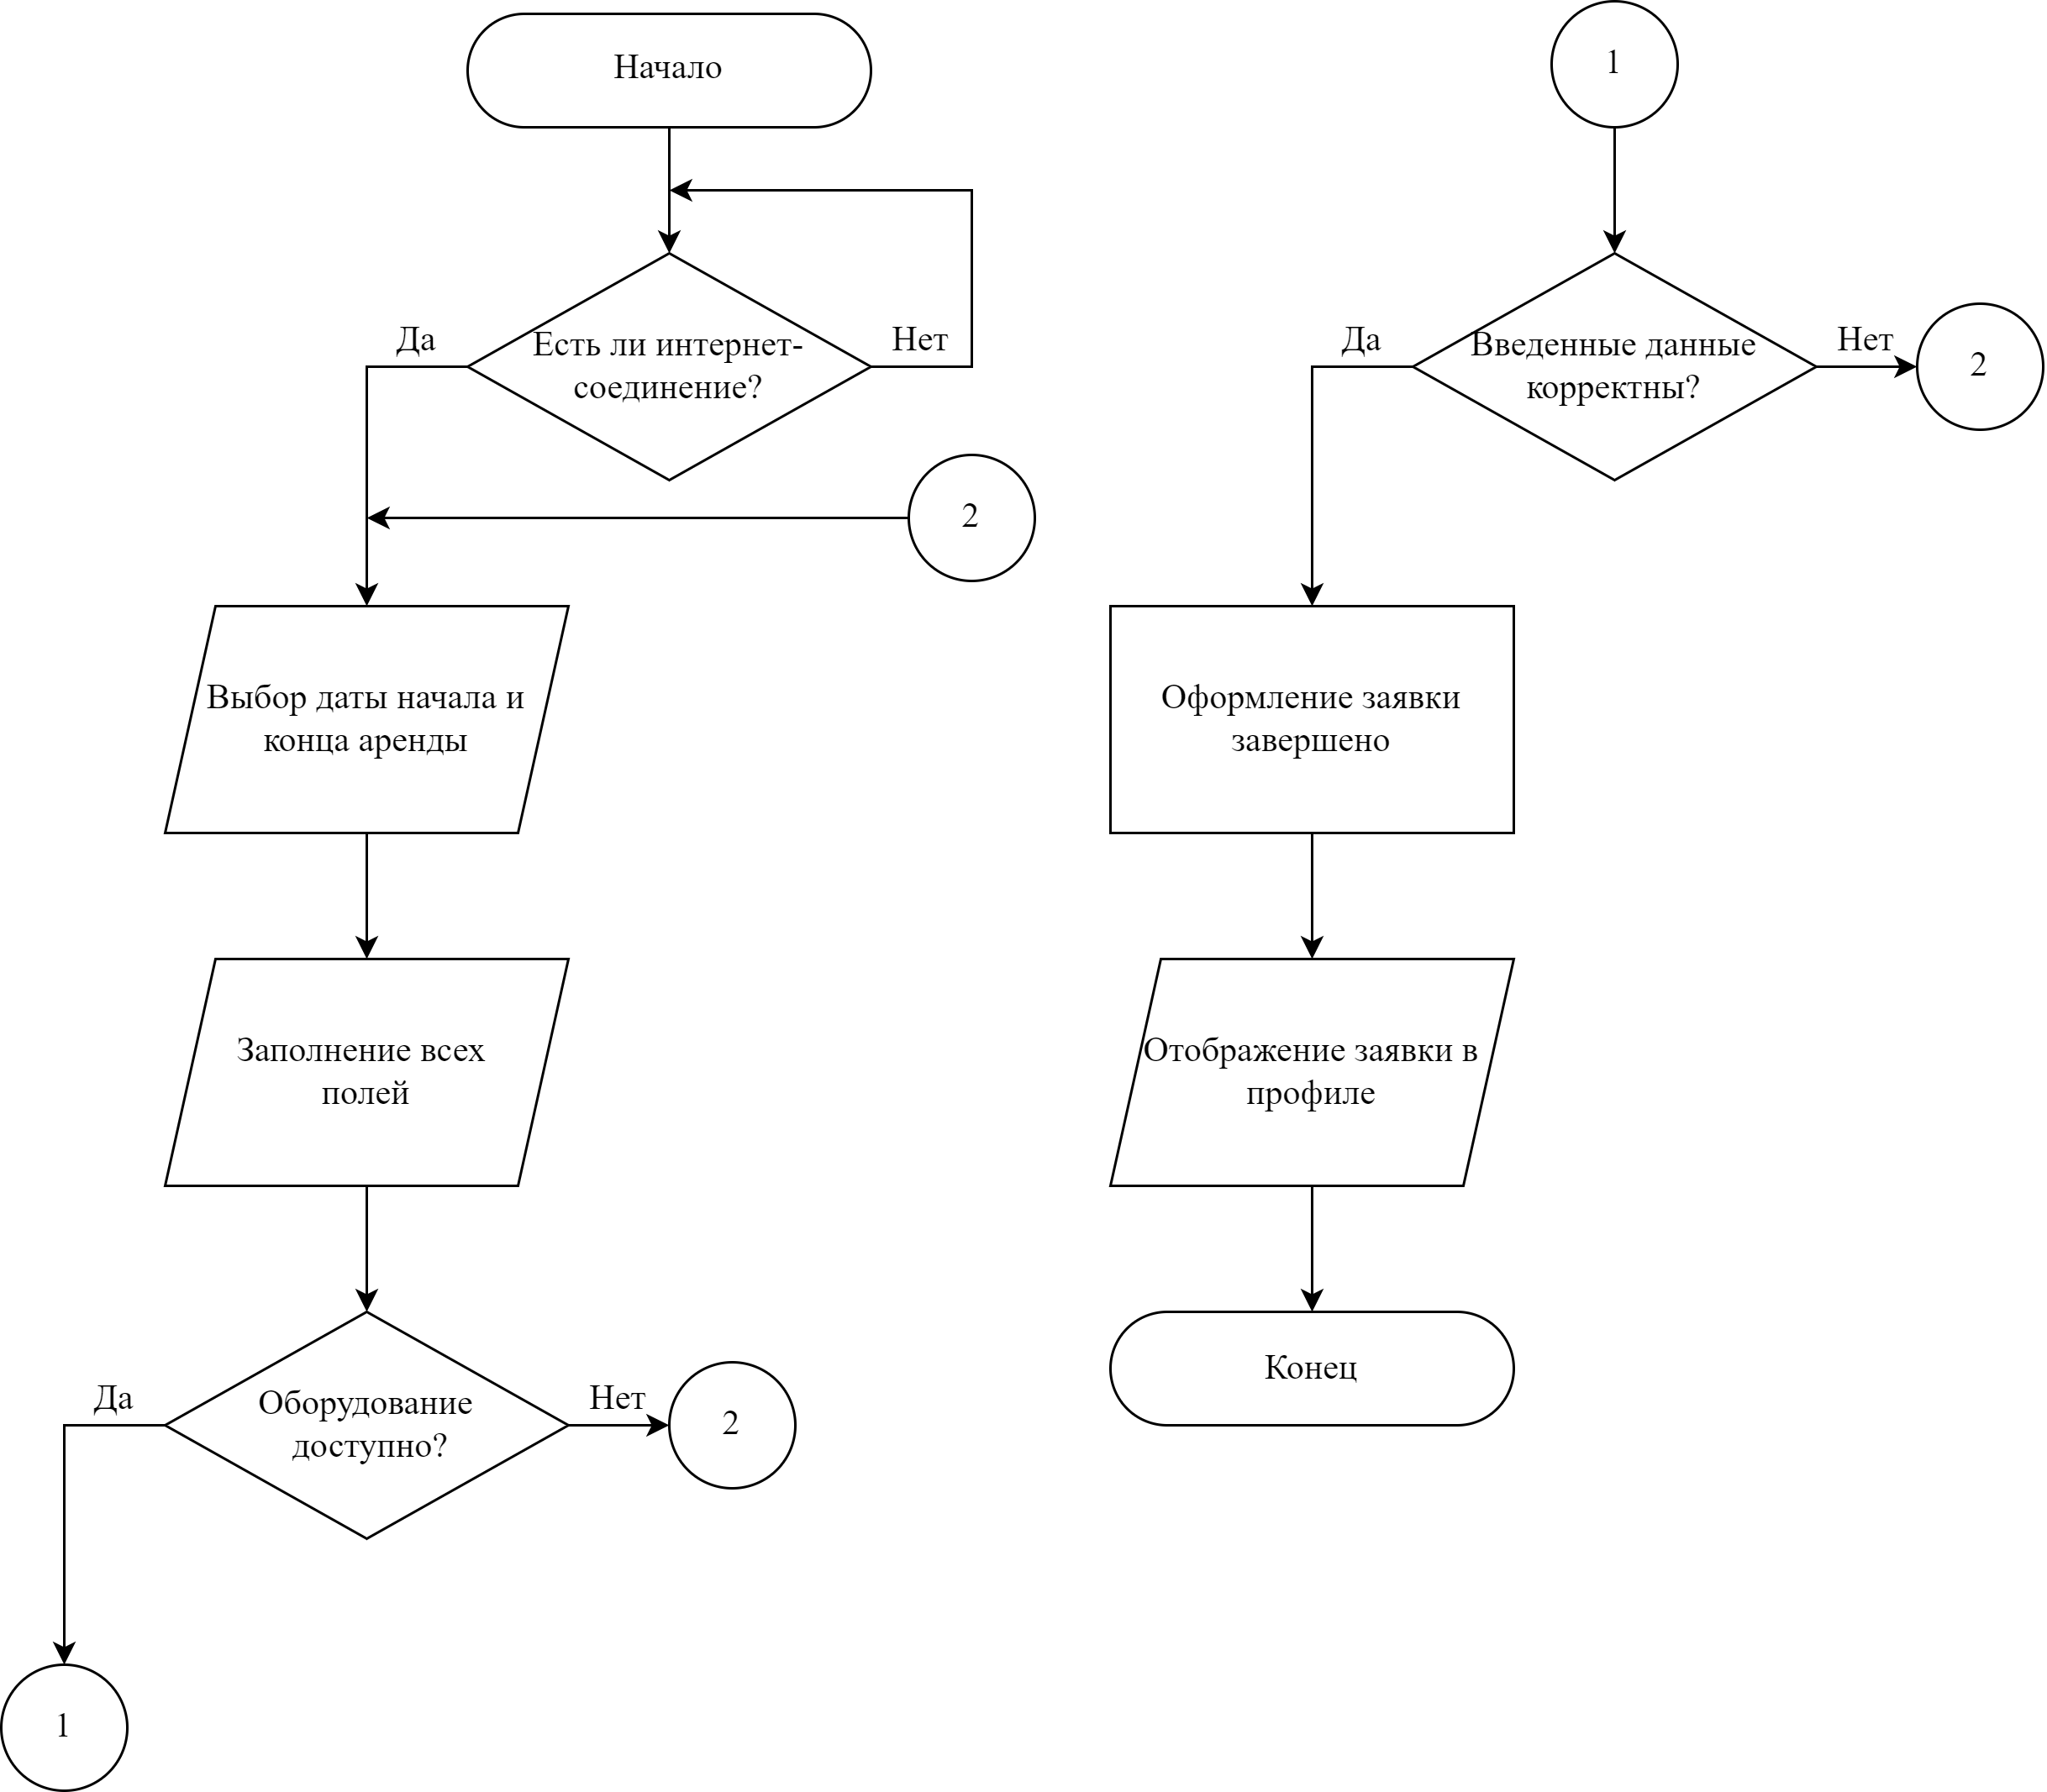 Начало
Есть ли интернет-
соединение?
Да
Нет
2
Выбор даты начала и
конца аренды
Заполнение всех
полей
Оборудование
доступно?
Да
Нет
2
1
1
Введенные данные
корректны?
Да
Нет
2
Оформление заявки
завершено
Отображение заявки в
профиле
Конец